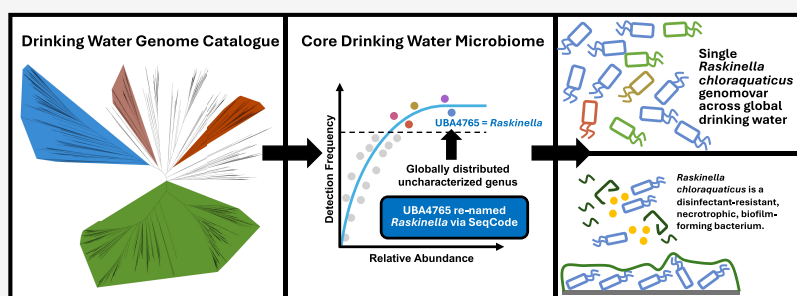 Drinking Water Genome Catalogue
Core Drinking Water Microbiome
Detection Frequency
UBA4765 = Raskinella
Globally distributed
uncharacterized genus
UBA4765 re-named
Raskinella via SeqCode
Relative Abundance
Single
Raskinella
chloraquaticus
genomovar
across global
drinking water
Raskinella
chloraquaticus is a
disinfectant-resistant,
necrotrophic, biofilm-
forming bacterium.